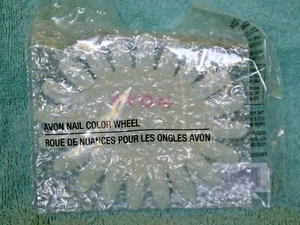 AVON
AVON NAIL COLOR WHEEL
ROUE DE NUANCES POUR LES ONGLES AVON